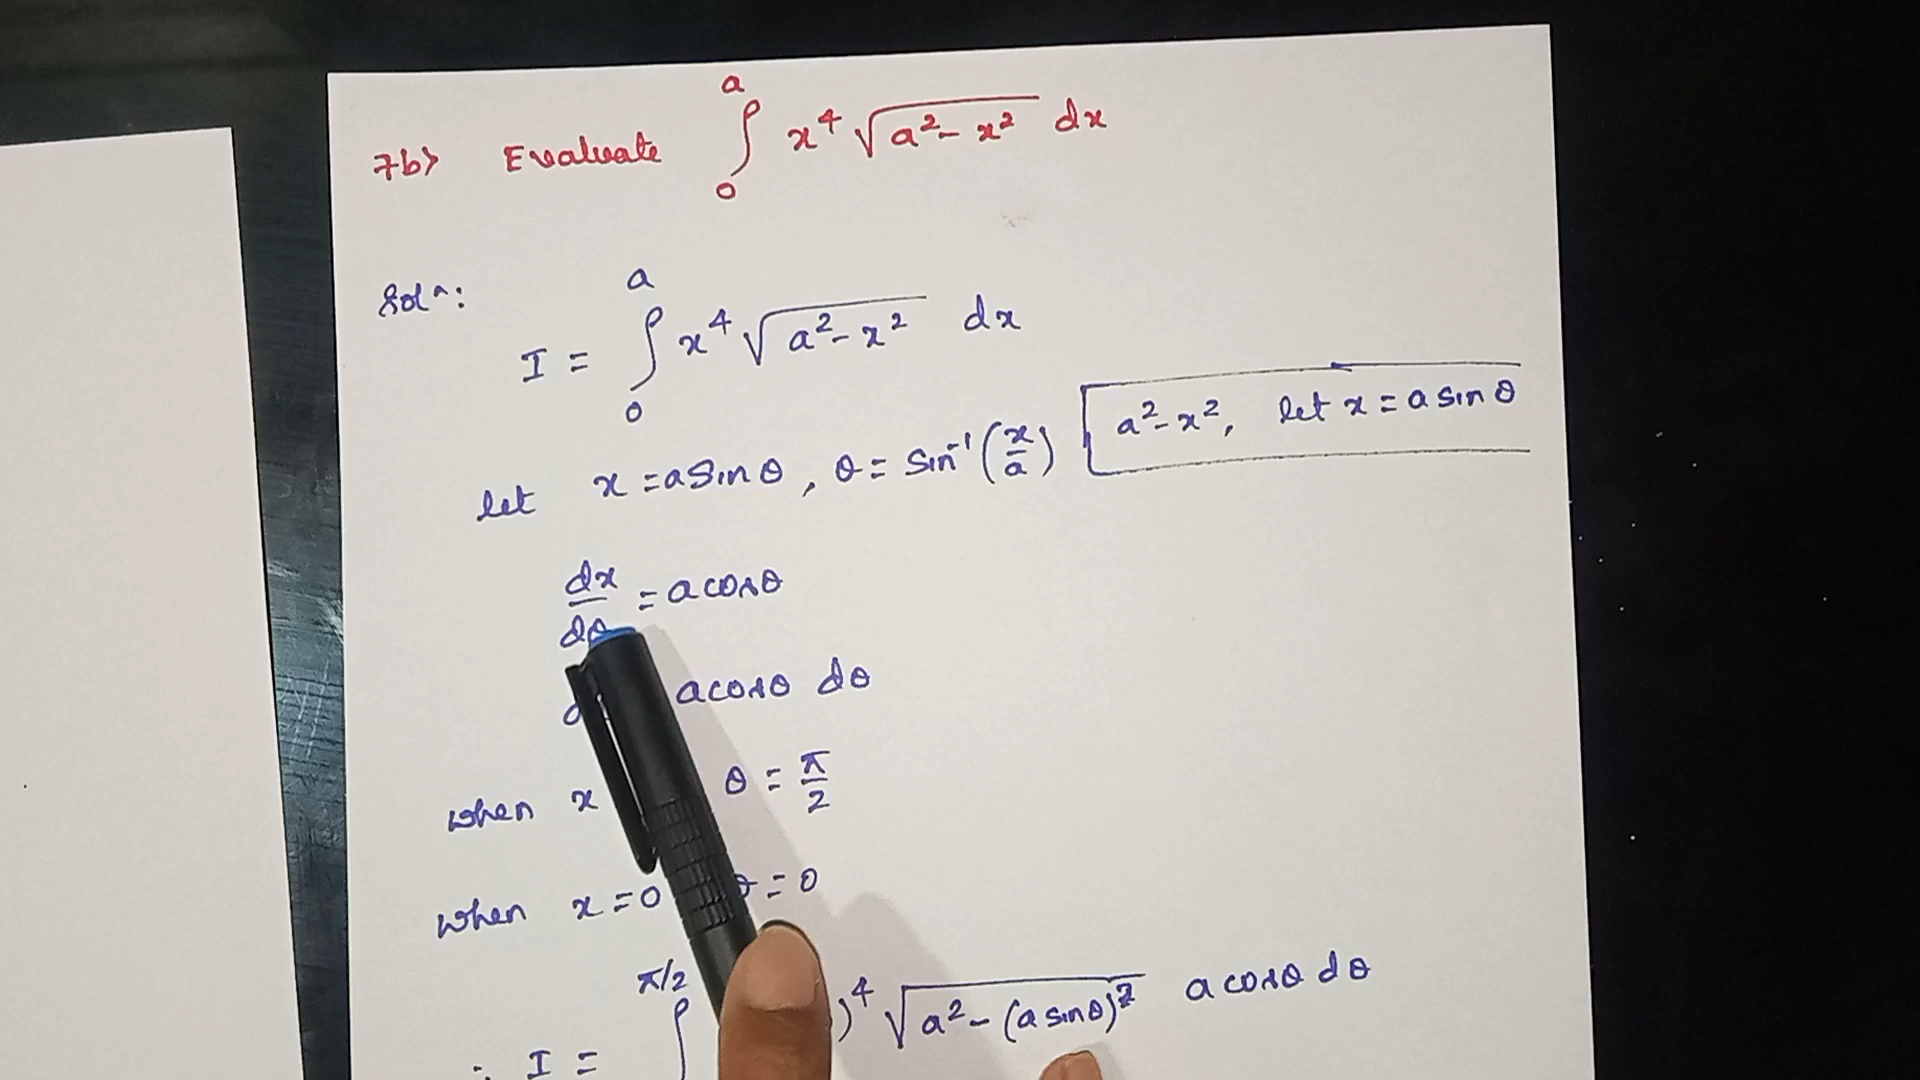 7b> Evaluate ∫₀ᵃ x⁴ √(a² - x²) dx
Solⁿ:
I = ∫₀ᵃ x⁴ √(a² - x²) dx
let x = a Sin θ , θ = Sin⁻¹ (x/a)
a² - x², let x = a Sin θ
dx/dθ = a cos θ
a cos θ dθ
when x θ = π/2
when x = 0 θ = 0
∴ I = ∫ π/2 )⁴ √(a² - (a sin θ)²) a cos θ dθ